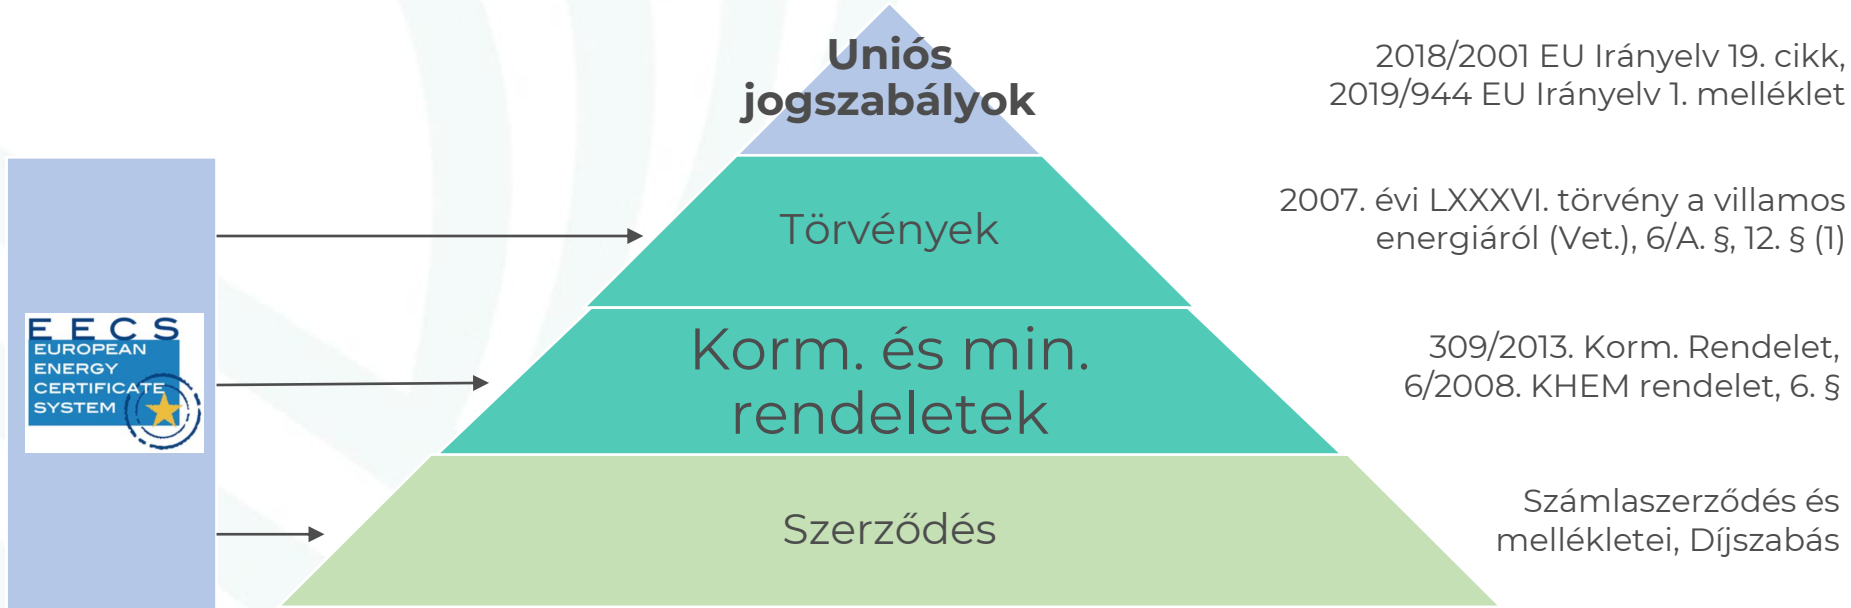 Uniós
jogszabályok
2018/2001 EU Irányelv 19. cikk,
2019/944 EU Irányelv 1. melléklet
Törvények
2007. évi LXXXVI. törvény a villamos
energiáról (Vet.), 6/A. §, 12. § (1)
EECS
EUROPEAN
ENERGY
CERTIFICATE
SYSTEM
Korm. és min.
rendeletek
309/2013. Korm. Rendelet,
6/2008. KHEM rendelet, 6. §
Szerződés
Számlaszerződés és
mellékletei, Díjszabás